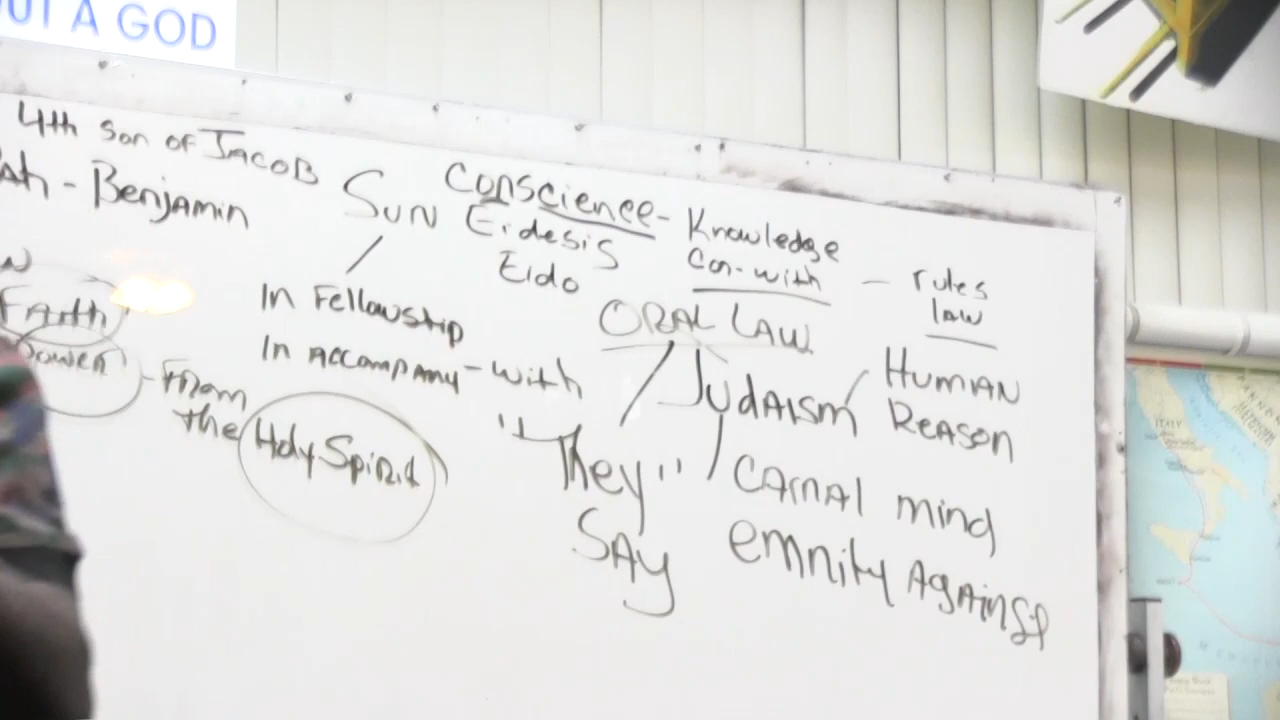 OUT A GOD
4th Son of JACOB
ah - Benjamin
Faith
Power - From
the Holy Spirit
SUN
In Fellowship
In Accompany - with
Conscience - Knowledge
Eidesis Con-with - rules
Eido law
ORAL LAW
Judaism / HUMAN
REASON
"They"
SAY
CArnal mind
emnity AgAinst
ITALY